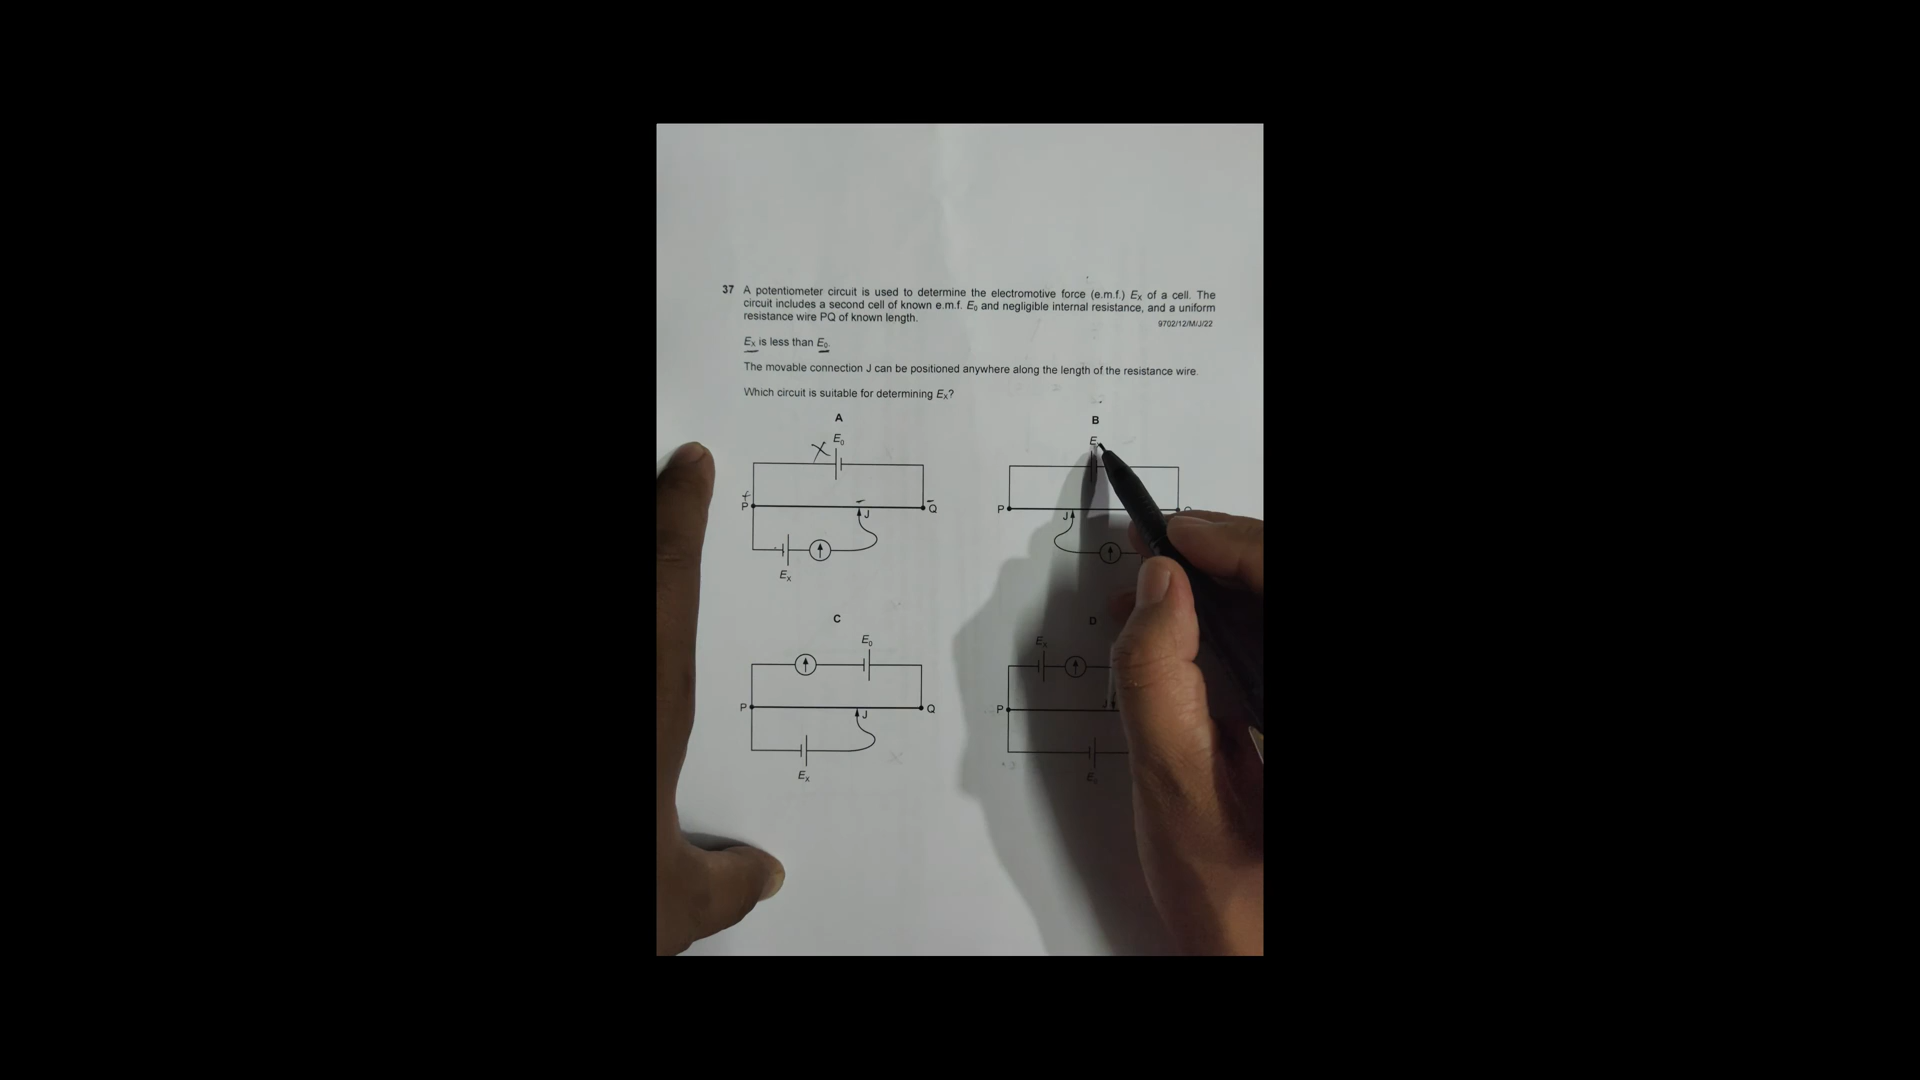 37 A potentiometer circuit is used to determine the electromotive force (e.m.f.) Ex of a cell. The
circuit includes a second cell of known e.m.f. E0 and negligible internal resistance, and a uniform
resistance wire PQ of known length.
9702/12/M/J/22
Ex is less than E0.
The movable connection J can be positioned anywhere along the length of the resistance wire.
Which circuit is suitable for determining Ex?
A
E0
X
+
P
J
Q
Ex
B
P
J
C
E0
P
J
Q
Ex
D
Ex
P
J
E0